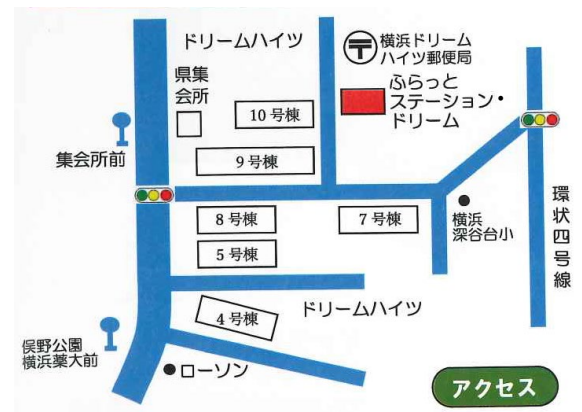 ドリームハイツ
横浜ドリーム
ハイツ郵便局
県集
会所
ふらっと
ステーション・
ドリーム
10号棟
集会所前
9号棟
8号棟
7号棟
横浜
深谷台小
環状四号線
5号棟
ドリームハイツ
4号棟
俣野公園
横浜薬大前
ローソン
アクセス